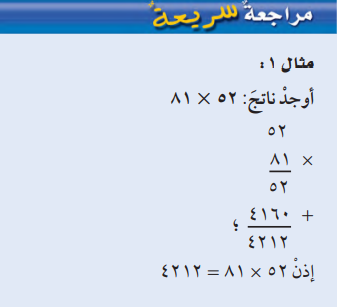 مراجعةٌ سريعةٌ
مثال ١ :
أوجدْ ناتجَ: ٥٢ × ٨١
٥٢
× ٨١
٥٢
+ ٤١٦٠
٤٢١٢ ؛
إذنْ ٥٢ × ٨١ = ٤٢١٢